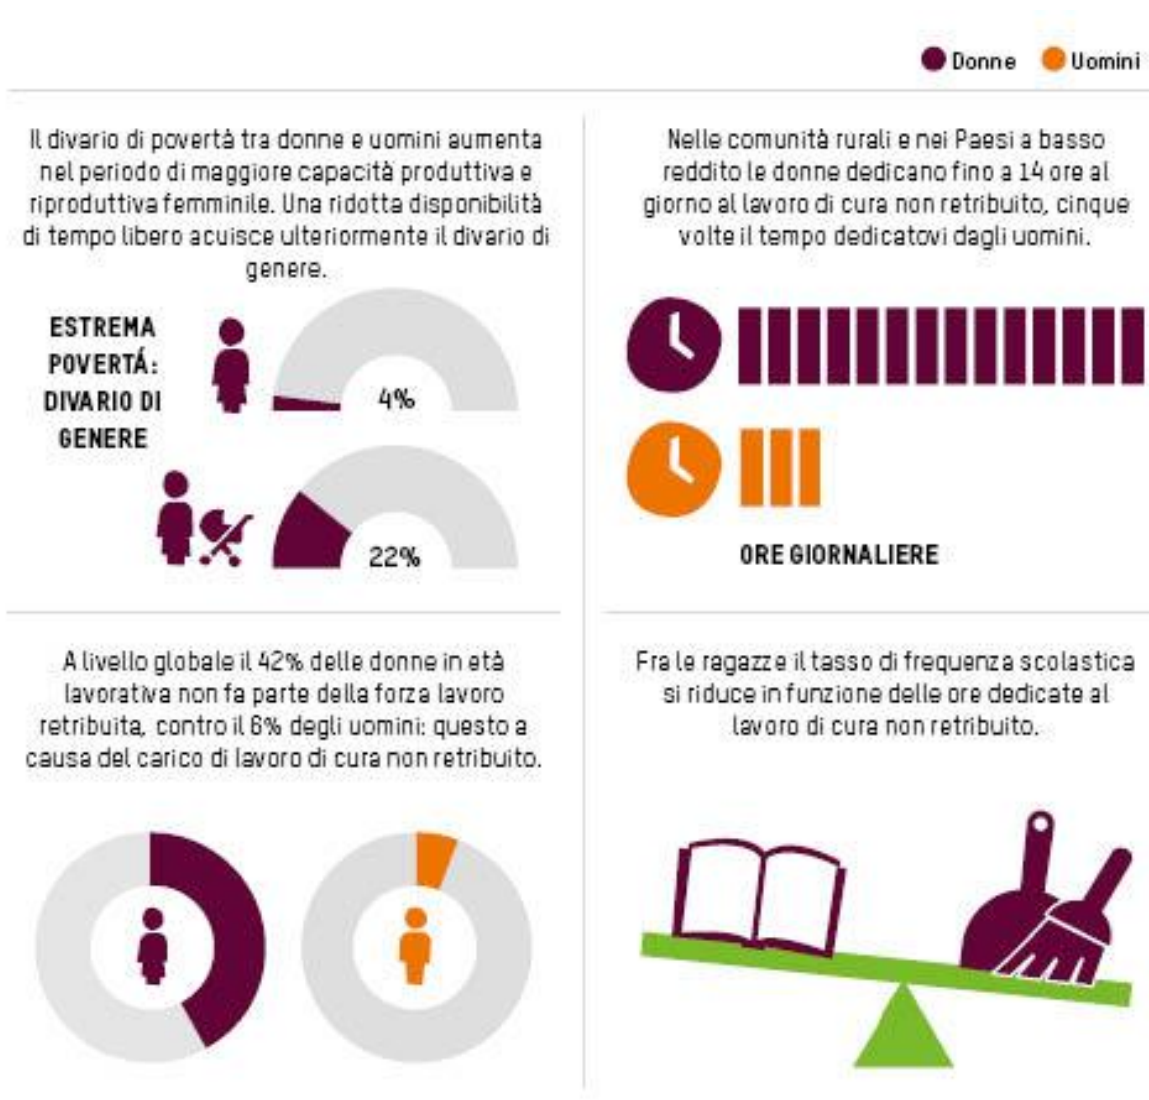 Donne
Uomini
Il divario di povertà tra donne e uomini aumenta
nel periodo di maggiore capacità produttiva e
riproduttiva femminile. Una ridotta disponibilità
di tempo libero acuisce ulteriormente il divario di
genere.
ESTREMA
POVERTÁ:
DIVARIO DI
GENERE
4%
22%
Nelle comunità rurali e nei Paesi a basso
reddito le donne dedicano fino a 14 ore al
giorno al lavoro di cura non retribuito, cinque
volte il tempo dedicatovi dagli uomini.
ORE GIORNALIERE
A livello globale il 42% delle donne in età
lavorativa non fa parte della forza lavoro
retribuita, contro il 6% degli uomini: questo a
causa del carico di lavoro di cura non retribuito.
Fra le ragazze il tasso di frequenza scolastica
si riduce in funzione delle ore dedicate al
lavoro di cura non retribuito.